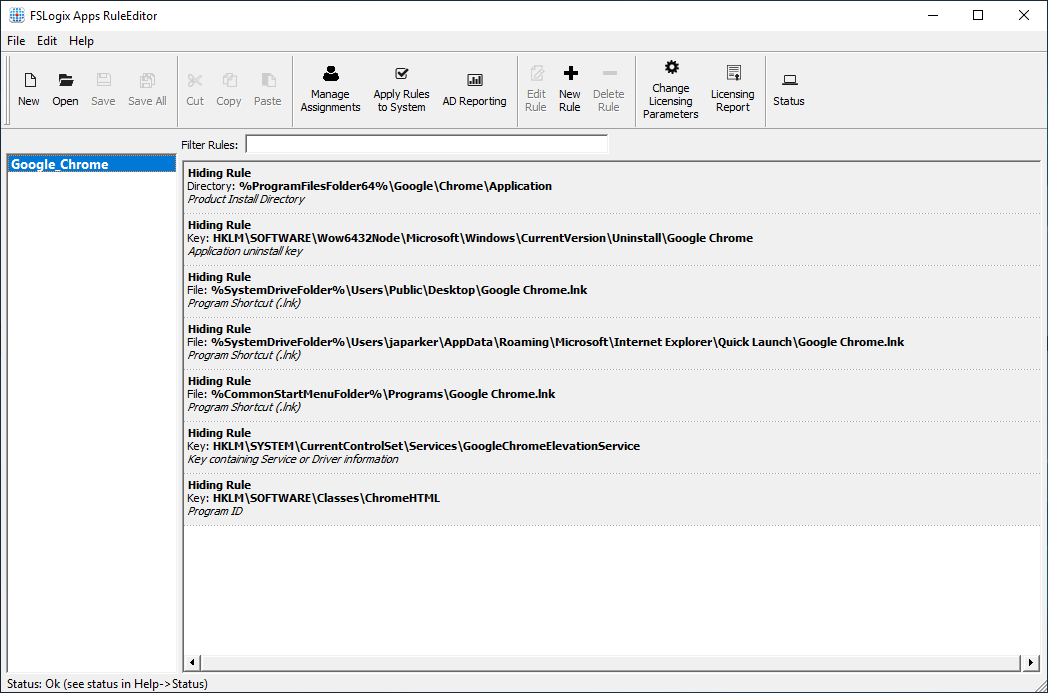 FSLogix Apps RuleEditor
File Edit Help
New Open Save Save All Cut Copy Paste Manage Assignments Apply Rules to System AD Reporting Edit Rule New Rule Delete Rule Change Licensing Parameters Licensing Report Status
Filter Rules:
Google_Chrome
Hiding Rule
Directory: %ProgramFilesFolder64%\Google\Chrome\Application
Product Install Directory
Hiding Rule
Key: HKLM\SOFTWARE\Wow6432Node\Microsoft\Windows\CurrentVersion\Uninstall\Google Chrome
Application uninstall key
Hiding Rule
File: %SystemDriveFolder%\Users\Public\Desktop\Google Chrome.lnk
Program Shortcut (.lnk)
Hiding Rule
File: %SystemDriveFolder%\Users\japarker\AppData\Roaming\Microsoft\Internet Explorer\Quick Launch\Google Chrome.lnk
Program Shortcut (.lnk)
Hiding Rule
File: %CommonStartMenuFolder%\Programs\Google Chrome.lnk
Program Shortcut (.lnk)
Hiding Rule
Key: HKLM\SYSTEM\CurrentControlSet\Services\GoogleChromeElevationService
Key containing Service or Driver information
Hiding Rule
Key: HKLM\SOFTWARE\Classes\ChromeHTML
Program ID
Status: Ok (see status in Help->Status)